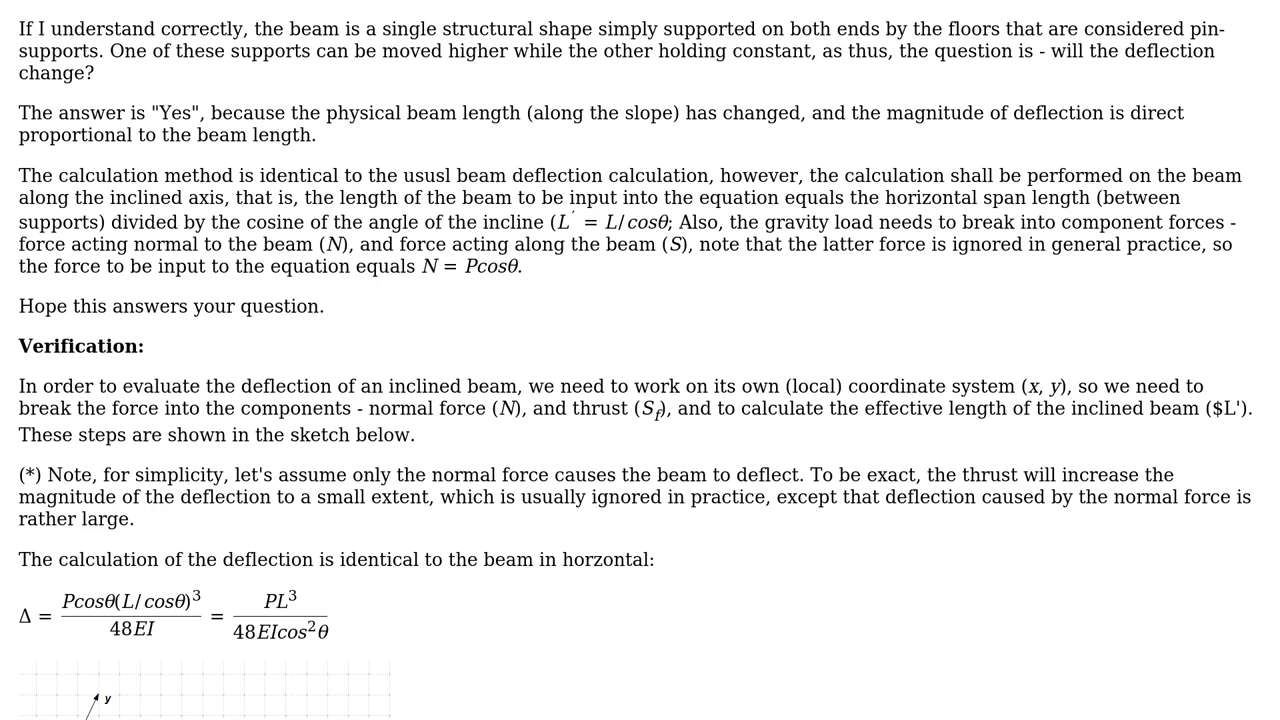 If I understand correctly, the beam is a single structural shape simply supported on both ends by the floors that are considered pin-
supports. One of these supports can be moved higher while the other holding constant, as thus, the question is - will the deflection
change?
The answer is "Yes", because the physical beam length (along the slope) has changed, and the magnitude of deflection is direct
proportional to the beam length.
The calculation method is identical to the ususl beam deflection calculation, however, the calculation shall be performed on the beam
along the inclined axis, that is, the length of the beam to be input into the equation equals the horizontal span length (between
supports) divided by the cosine of the angle of the incline (L′ = L/cosθ; Also, the gravity load needs to break into component forces -
force acting normal to the beam (N), and force acting along the beam (S), note that the latter force is ignored in general practice, so
the force to be input to the equation equals N = Pcosθ.
Hope this answers your question.
Verification:
In order to evaluate the deflection of an inclined beam, we need to work on its own (local) coordinate system (x, y), so we need to
break the force into the components - normal force (N), and thrust (S_f), and to calculate the effective length of the inclined beam ($L').
These steps are shown in the sketch below.
(*) Note, for simplicity, let's assume only the normal force causes the beam to deflect. To be exact, the thrust will increase the
magnitude of the deflection to a small extent, which is usually ignored in practice, except that deflection caused by the normal force is
rather large.
The calculation of the deflection is identical to the beam in horzontal:
Δ = Pcosθ(L/cosθ)³ / 48EI = PL³ / 48EIcos²θ
y